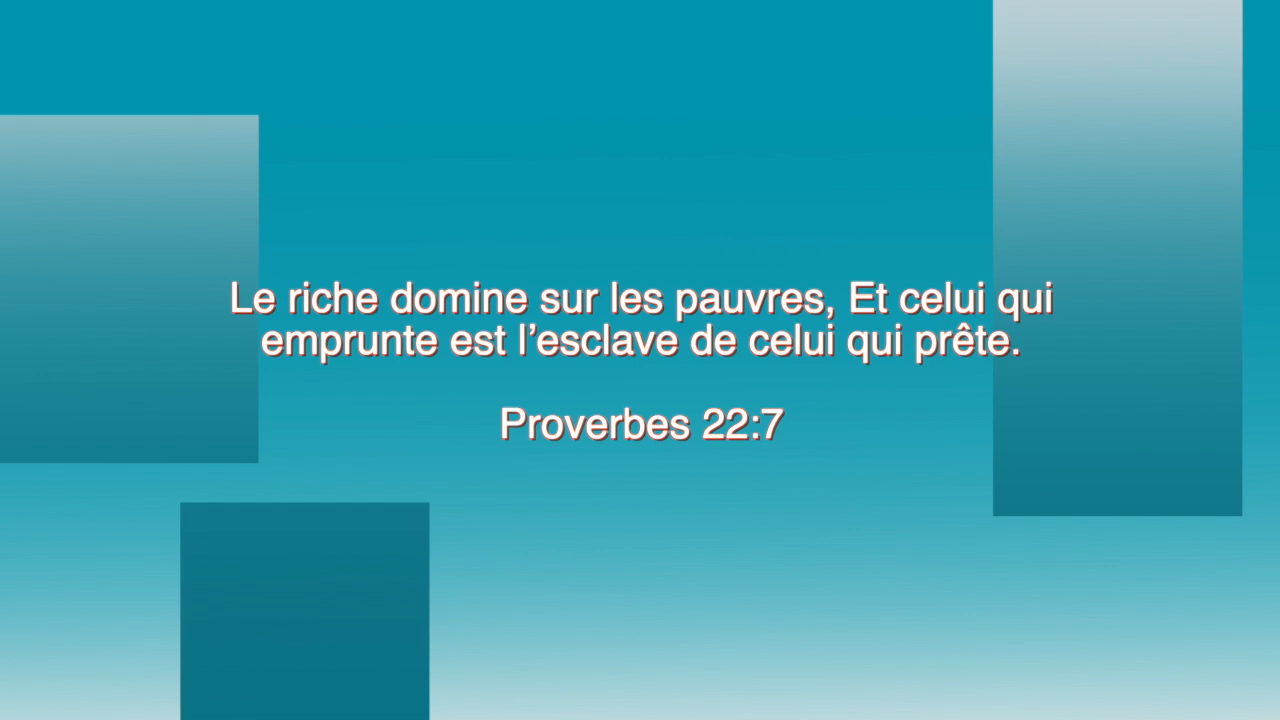 Le riche domine sur les pauvres, Et celui qui
emprunte est l’esclave de celui qui prête.
Proverbes 22:7